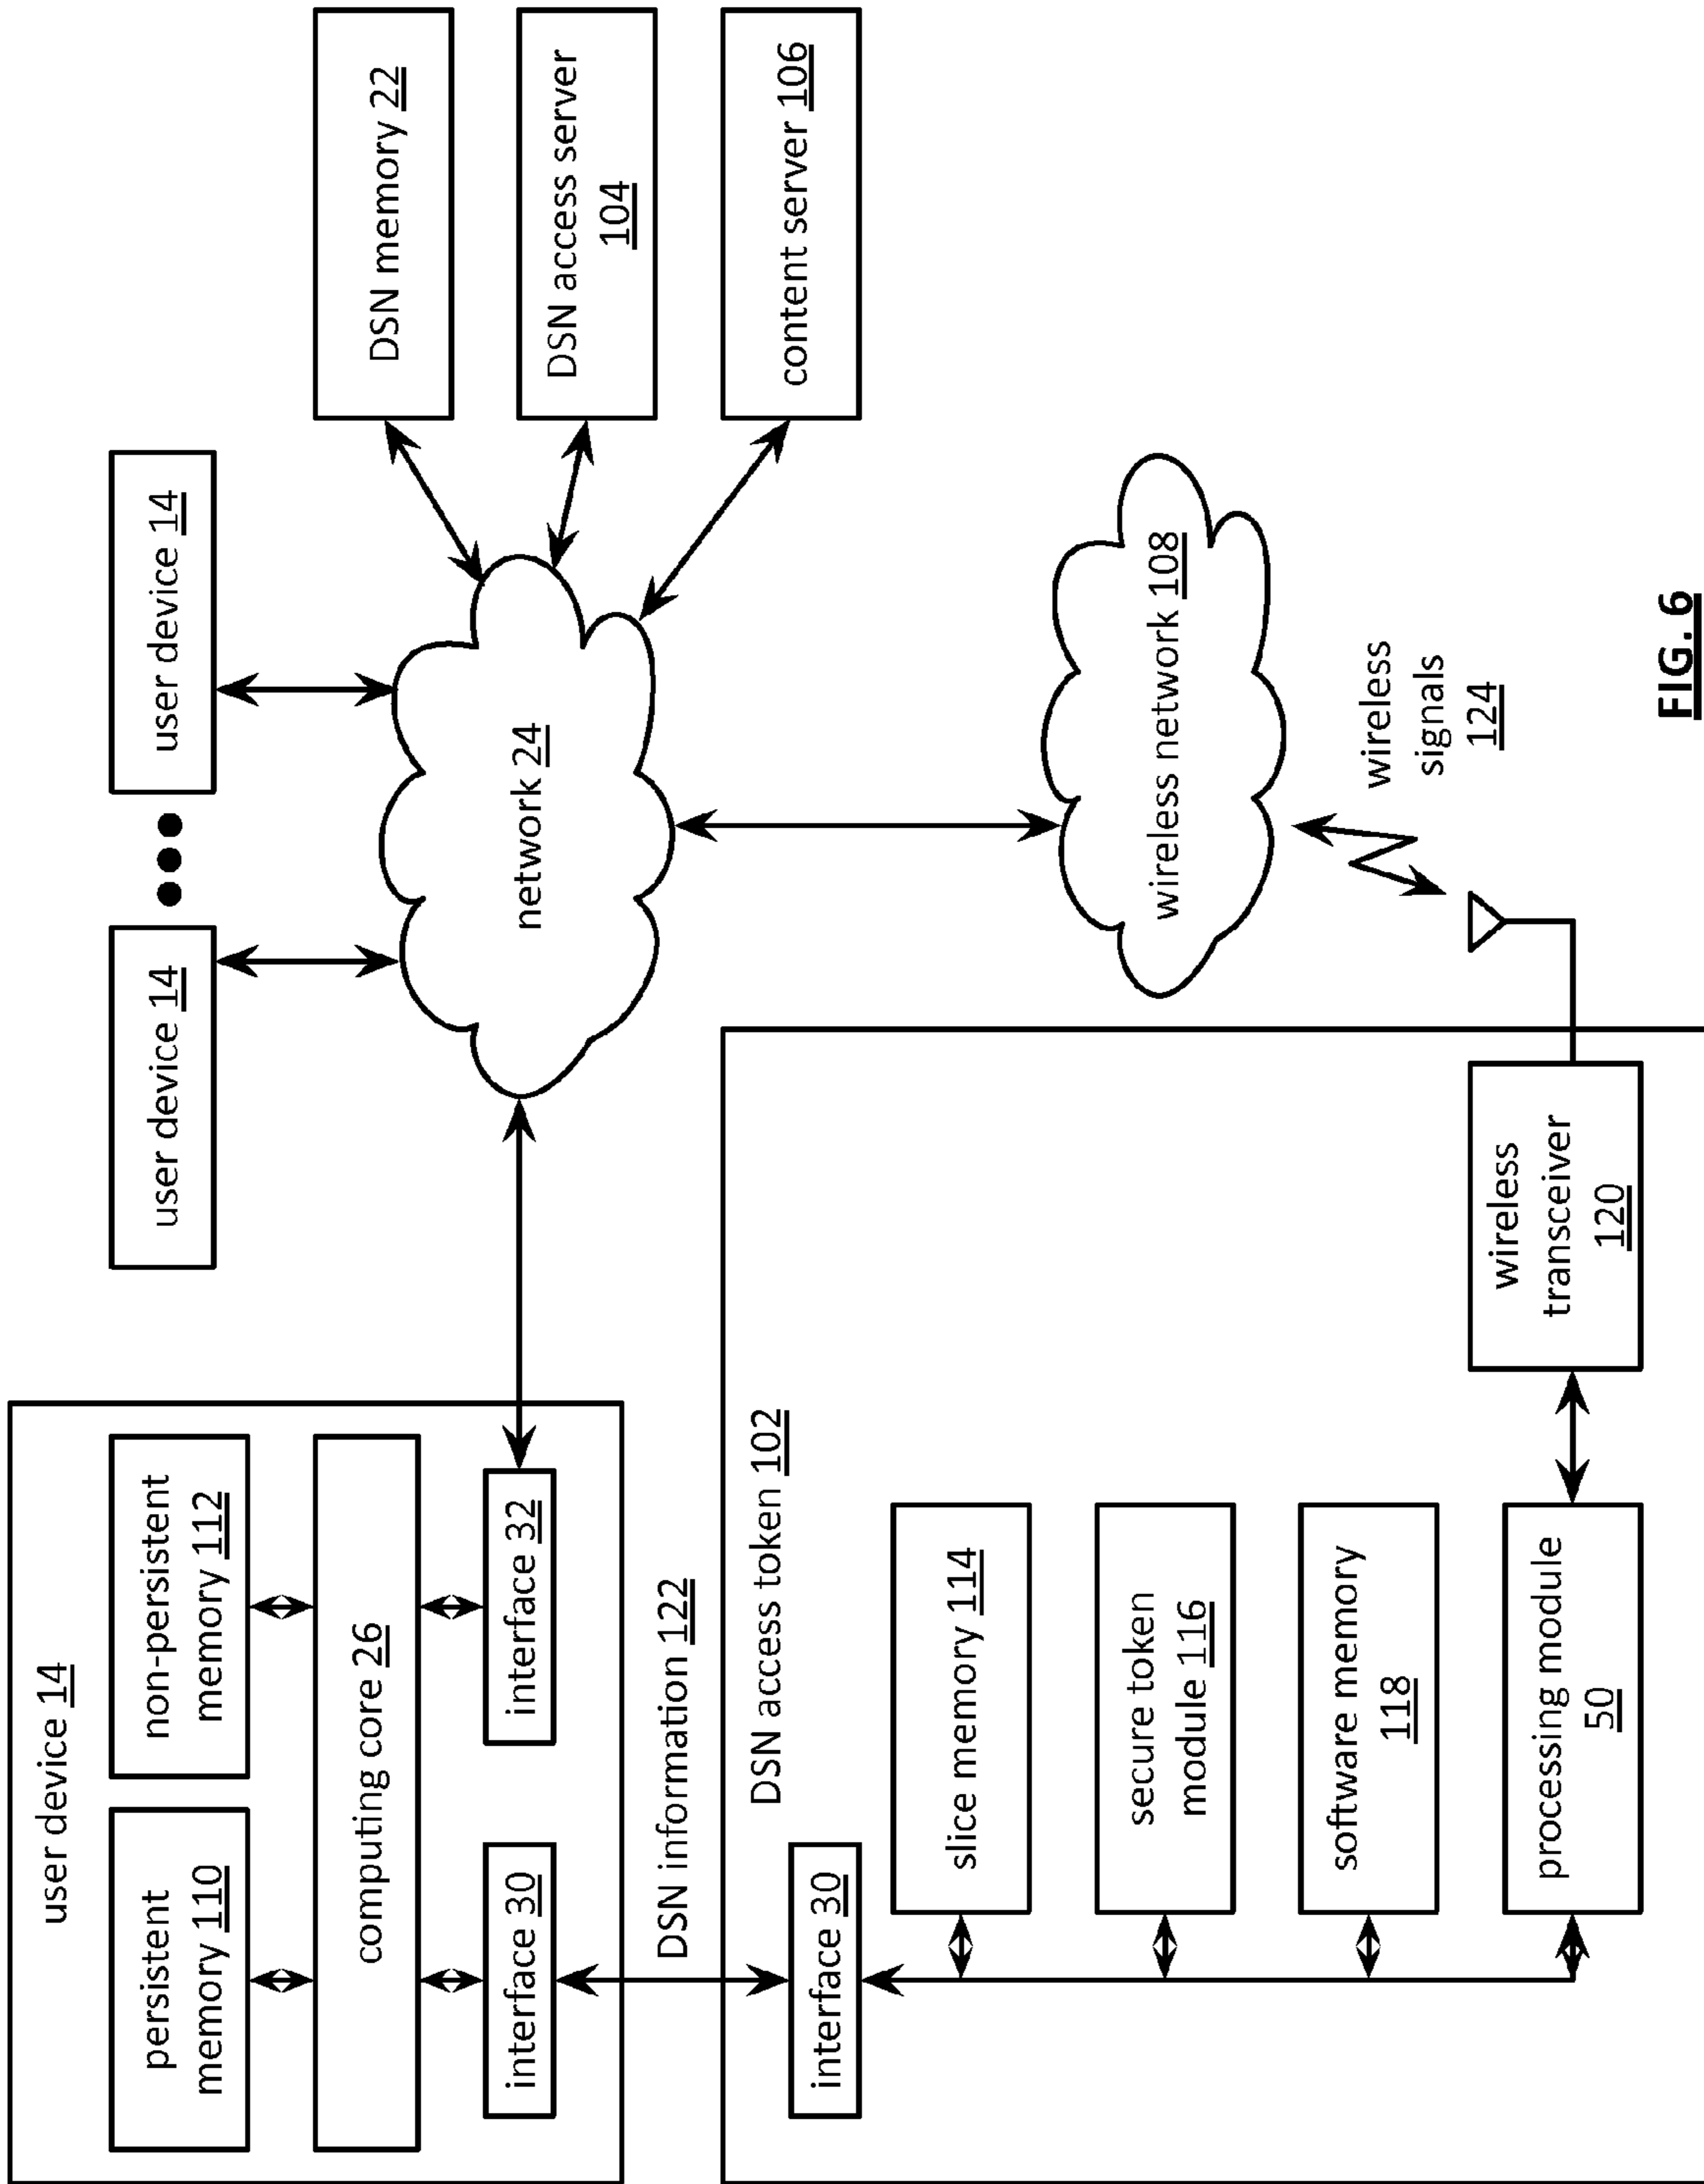 user device 14
persistent
memory 110
non-persistent
memory 112
computing core 26
interface 30
interface 32
user device 14
user device 14
network 24
DSN memory 22
DSN access server
104
content server 106
DSN information 122
DSN access token 102
interface 30
slice memory 114
secure token
module 116
software memory
118
processing module
50
wireless
transceiver
120
wireless network 108
wireless
signals
124
FIG. 6